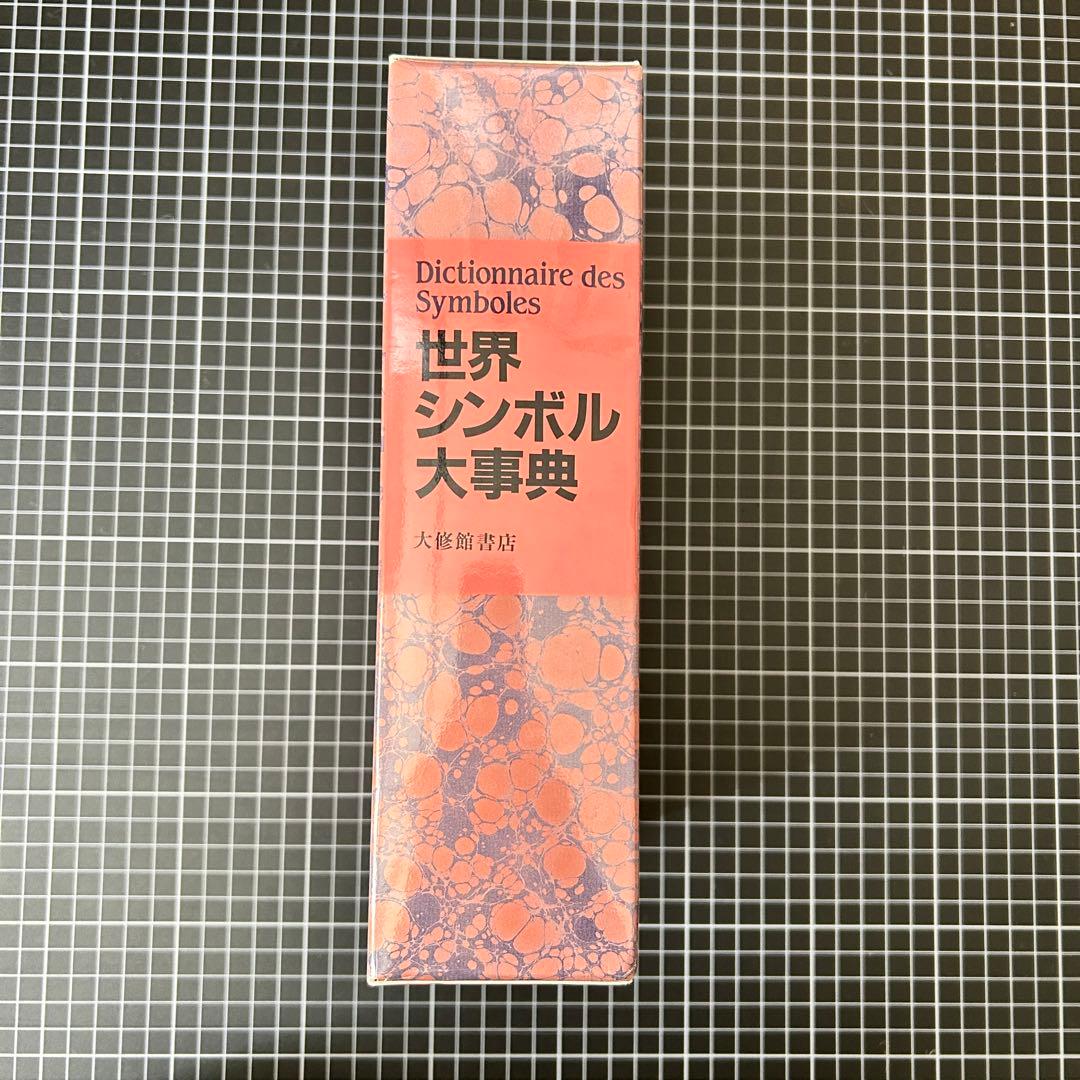 Dictionnaire des
Symboles
世界
シンボル
大事典
大修館書店